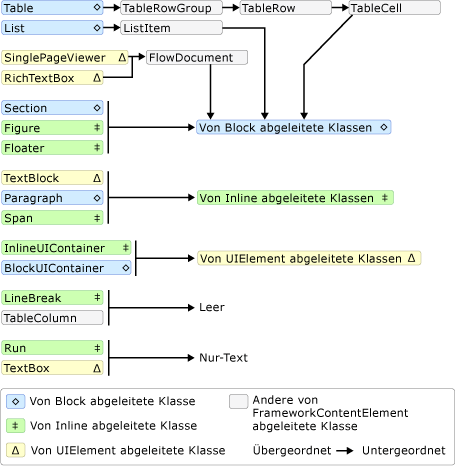 Table ◇ TableRowGroup TableRow TableCell
List ◇ ListItem
SinglePageViewer Δ FlowDocument
RichTextBox Δ
Section ◇
Figure ‡ Von Block abgeleitete Klassen ◇
Floater ‡
TextBlock Δ
Paragraph ◇ Von Inline abgeleitete Klassen ‡
Span ‡
InlineUIContainer ‡ Von UIElement abgeleitete Klassen Δ
BlockUIContainer ◇
LineBreak ‡ Leer
TableColumn
Run ‡ Nur-Text
TextBox Δ
◇ Von Block abgeleitete Klasse
‡ Von Inline abgeleitete Klasse
Δ Von UIElement abgeleitete Klasse
Andere von
FrameworkContentElement
abgeleitete Klasse
Übergeordnet Untergeordnet